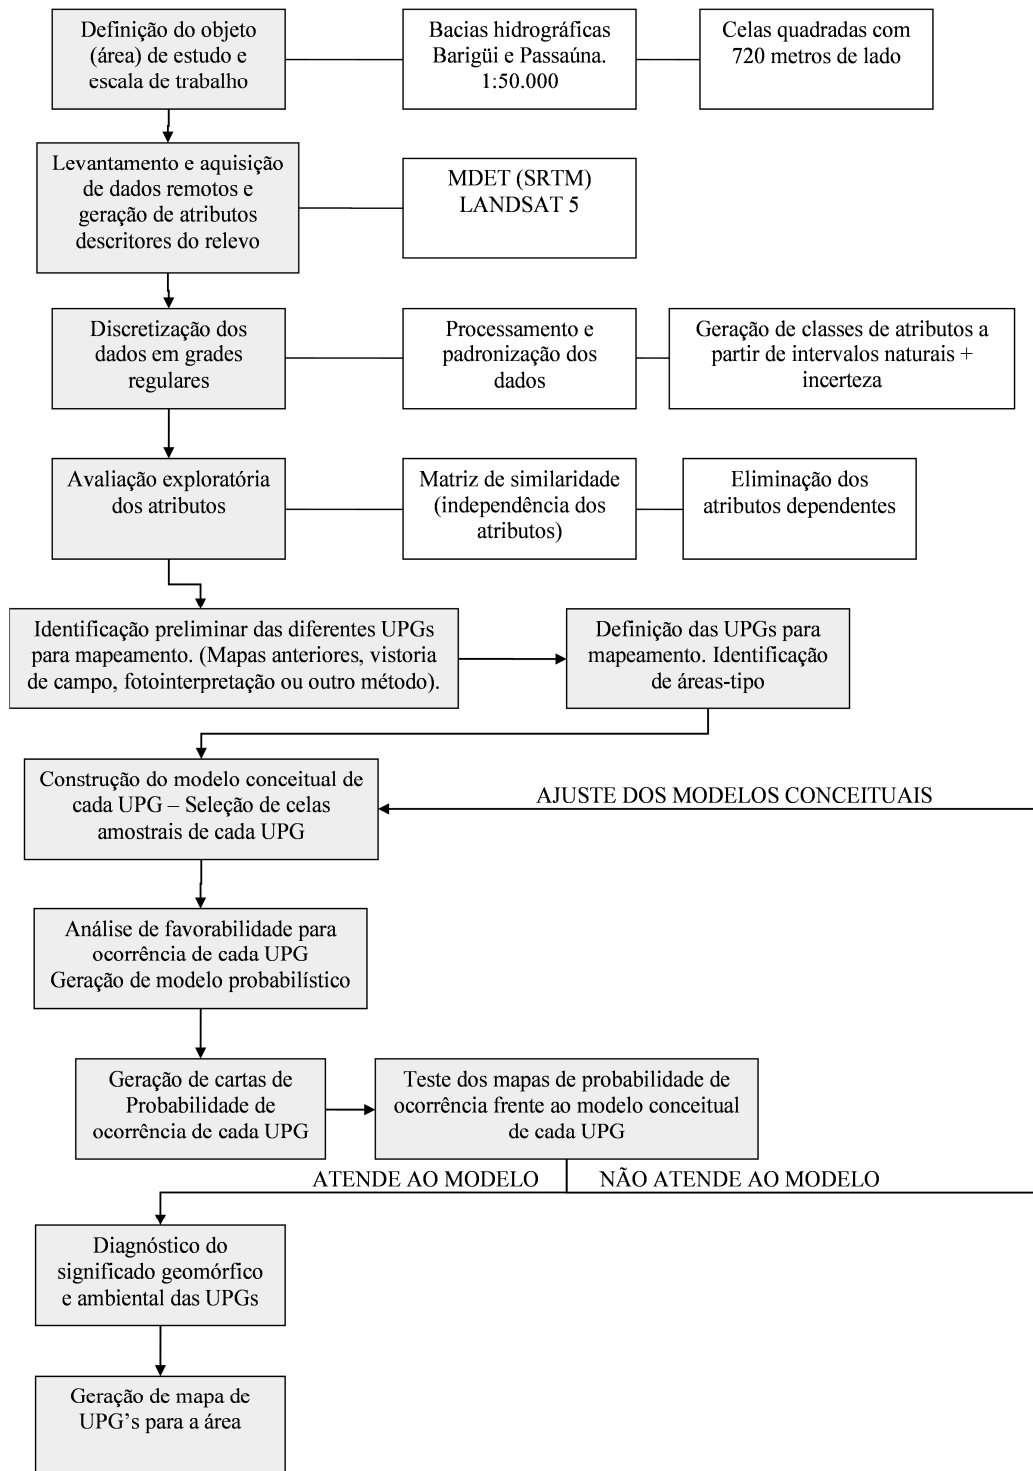 Definição do objeto
(área) de estudo e
escala de trabalho
Bacias hidrográficas
Barigüi e Passaúna.
1:50.000
Celas quadradas com
720 metros de lado
Levantamento e aquisição
de dados remotos e
geração de atributos
descritores do relevo
MDET (SRTM)
LANDSAT 5
Discretização dos
dados em grades
regulares
Processamento e
padronização dos
dados
Geração de classes de atributos a
partir de intervalos naturais +
incerteza
Avaliação exploratória
dos atributos
Matriz de similaridade
(independência dos
atributos)
Eliminação dos
atributos dependentes
Identificação preliminar das diferentes UPGs
para mapeamento. (Mapas anteriores, vistoria
de campo, fotointerpretação ou outro método).
Definição das UPGs para
mapeamento. Identificação
de áreas-tipo
Construção do modelo conceitual de
cada UPG – Seleção de celas
amostrais de cada UPG
AJUSTE DOS MODELOS CONCEITUAIS
Análise de favorabilidade para
ocorrência de cada UPG
Geração de modelo probabilístico
Geração de cartas de
Probabilidade de
ocorrência de cada UPG
Teste dos mapas de probabilidade de
ocorrência frente ao modelo conceitual
de cada UPG
ATENDE AO MODELO
NÃO ATENDE AO MODELO
Diagnóstico do
significado geomórfico
e ambiental das UPGs
Geração de mapa de
UPG’s para a área